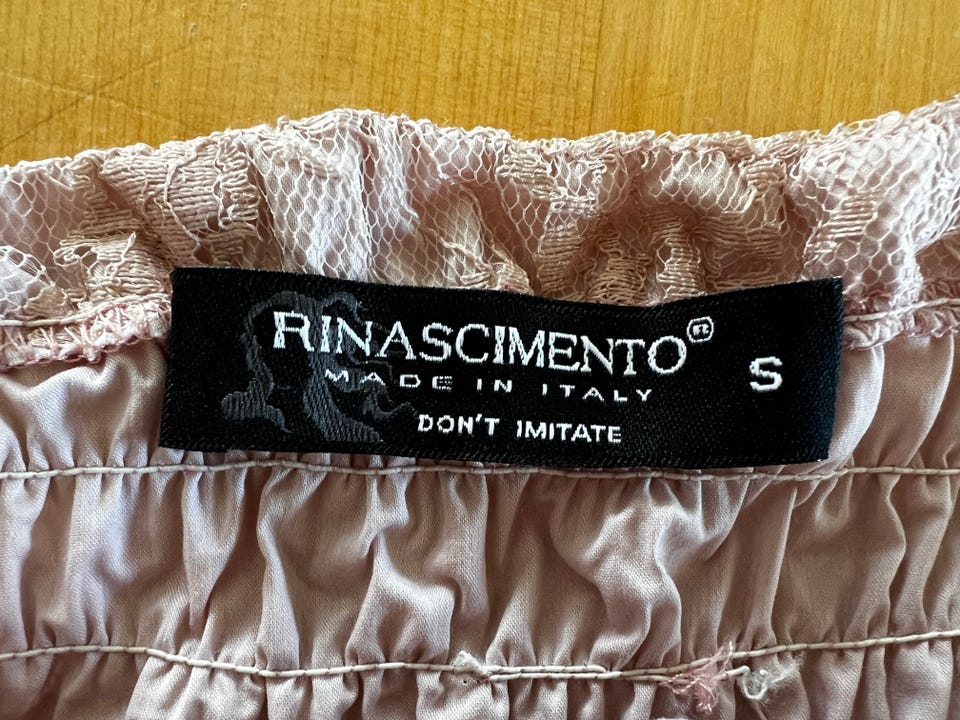 RINASCIMENTO® S
MADE IN ITALY
DON'T IMITATE